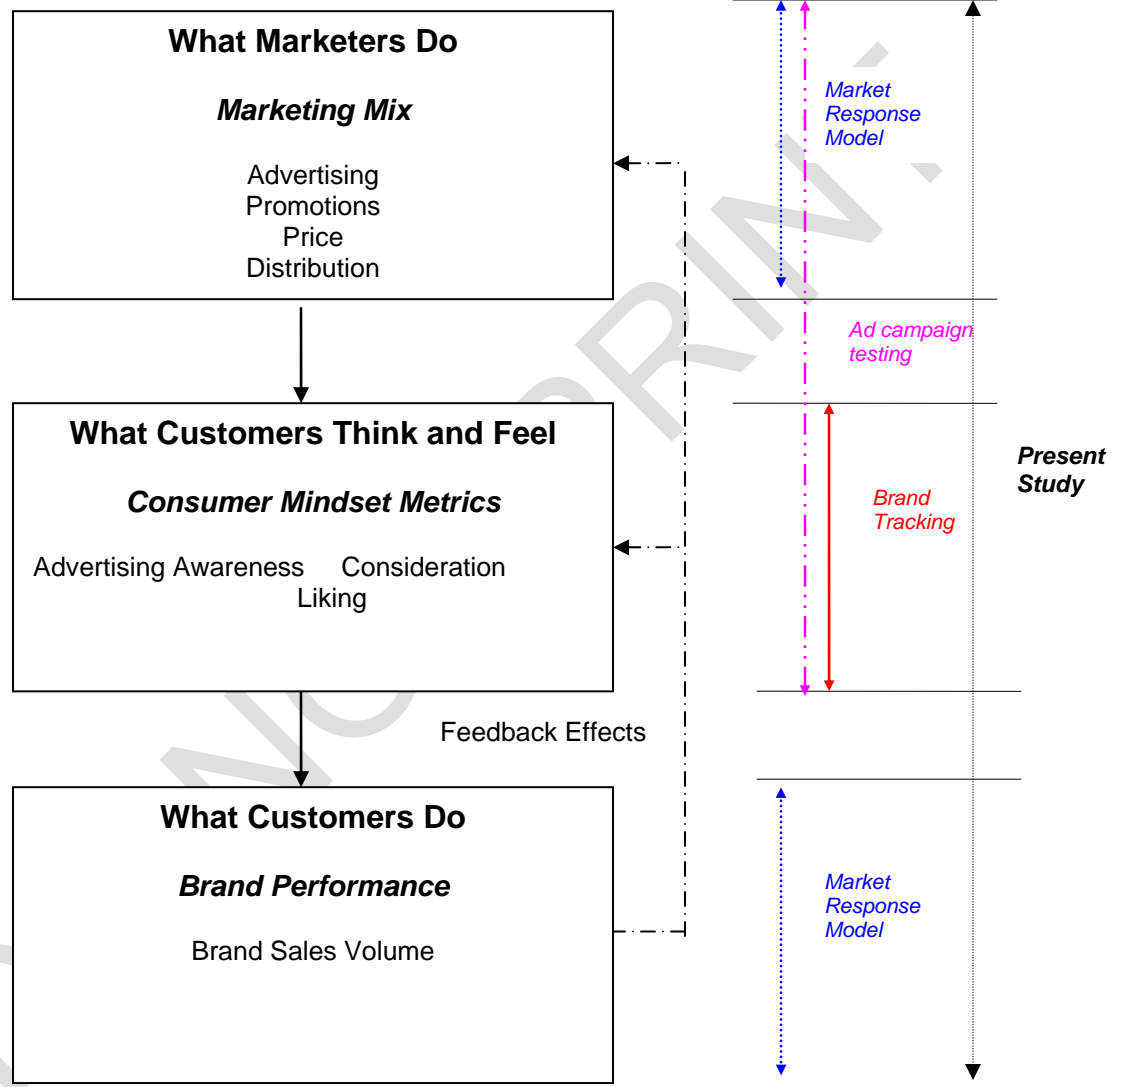 What Marketers Do
Marketing Mix
Advertising
Promotions
Price
Distribution
What Customers Think and Feel
Consumer Mindset Metrics
Advertising Awareness Consideration
Liking
Feedback Effects
What Customers Do
Brand Performance
Brand Sales Volume
Market
Response
Model
Ad campaign
testing
Brand
Tracking
Present
Study
Market
Response
Model